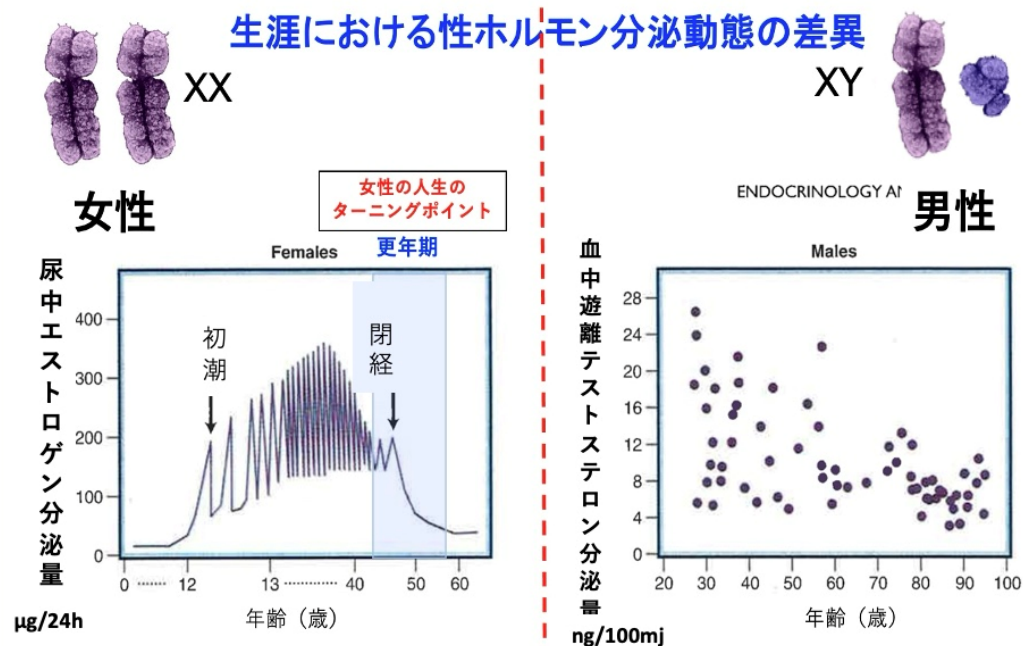 生涯における性ホルモン分泌動態の差異
XX
XY
女性の人生の
ターニングポイント
女性
ENDOCRINOLOGY AN
男性
更年期
Females
尿中エストロゲン分泌量
400
300
200
100
0
初潮
閉経
0 ...... 12 13 .............. 40 50 60
年齢（歳）
μg/24h
Males
血中遊離テストステロン分泌量
28
24
20
16
12
8
4
0
20 30 40 50 60 70 80 90 100
年齢（歳）
ng/100mj